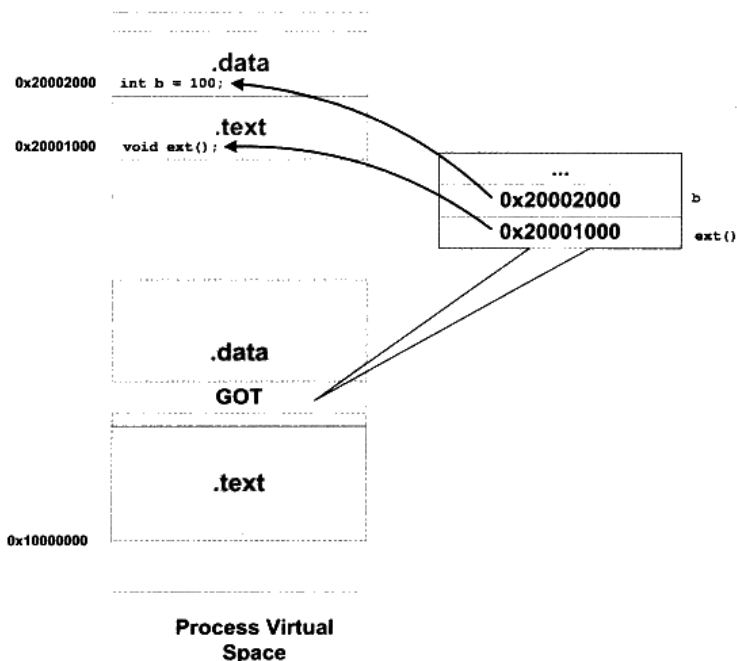 .data
0x20002000 int b = 100;
.text
0x20001000 void ext();
...
0x20002000 b
0x20001000 ext()
.data
GOT
.text
0x10000000
Process Virtual
Space